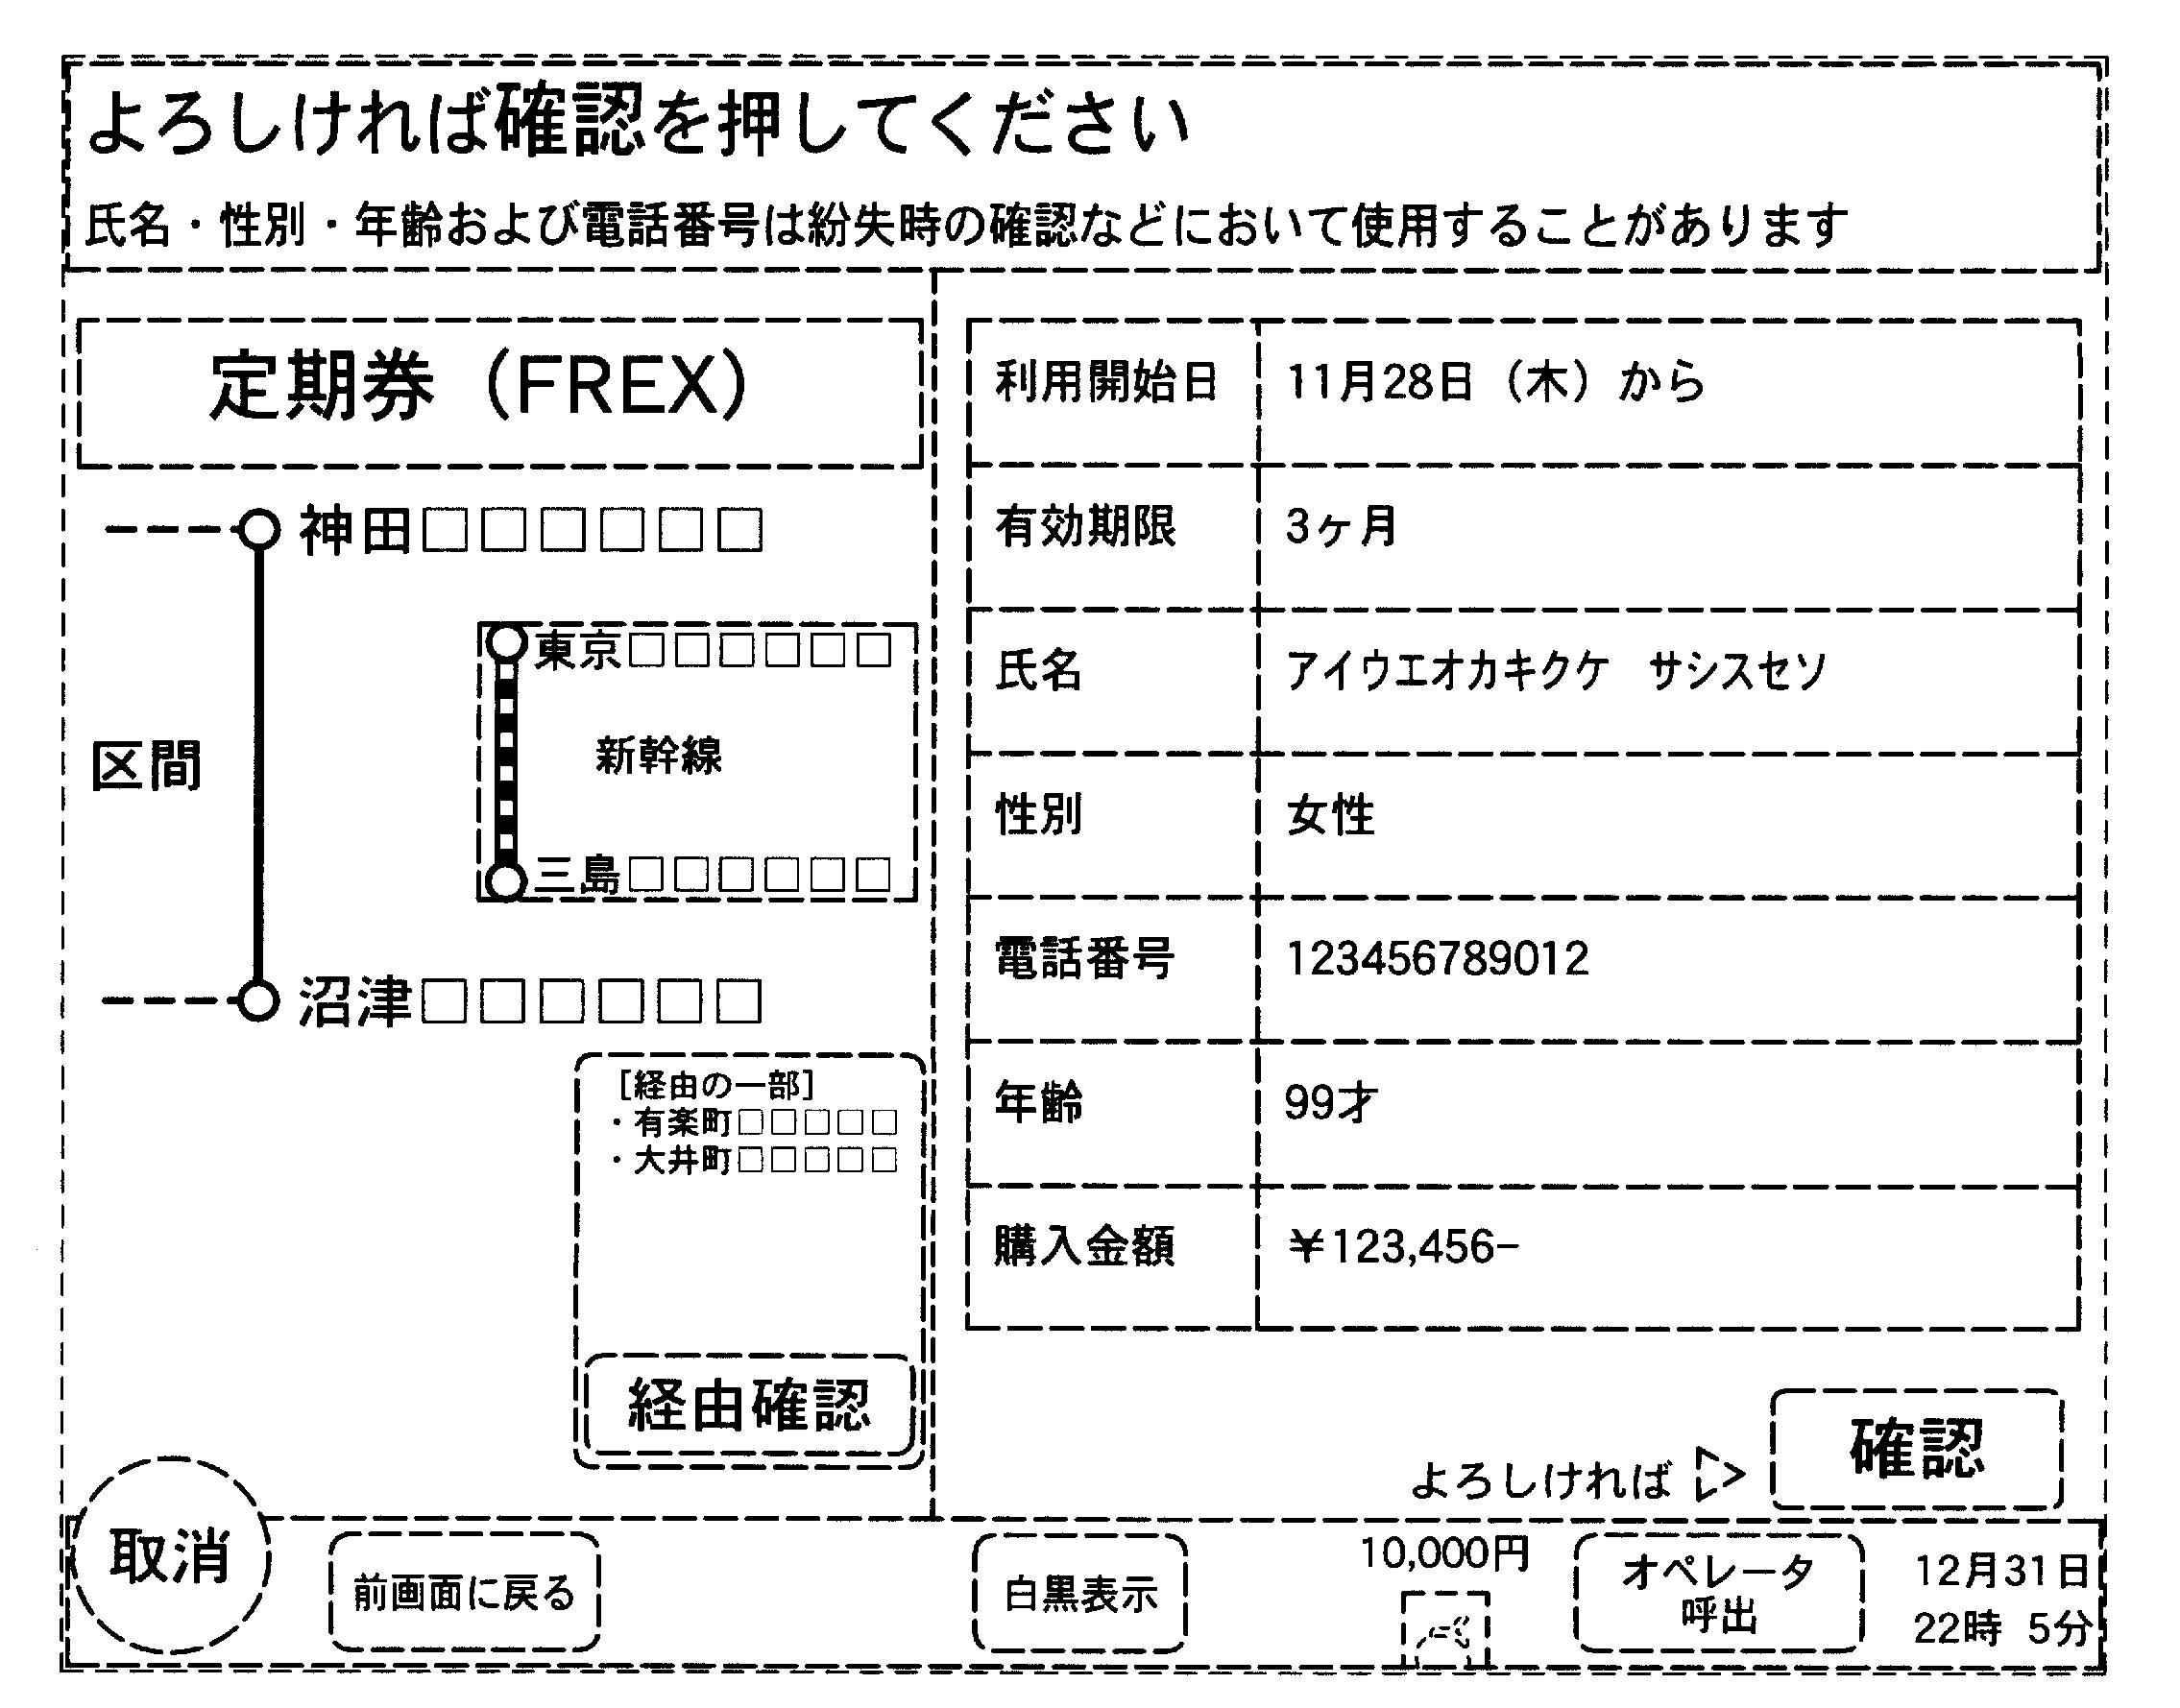 よろしければ確認を押してください
氏名・性別・年齢および電話番号は紛失時の確認などにおいて使用することがあります
定期券（FREX）
神田□□□□□□
東京□□□□□□
新幹線
区間
三島□□□□□□
沼津□□□□□□
［経由の一部］
・有楽町□□□□□
・大井町□□□□□
経由確認
利用開始日 11月28日（木）から
有効期限 3ヶ月
氏名 アイウエオカキクケ　サシスセソ
性別 女性
電話番号 123456789012
年齢 99才
購入金額 ¥123,456−
よろしければ
確認
取消
前画面に戻る
白黒表示
10,000円
オペレータ
呼出
12月31日
22時 5分